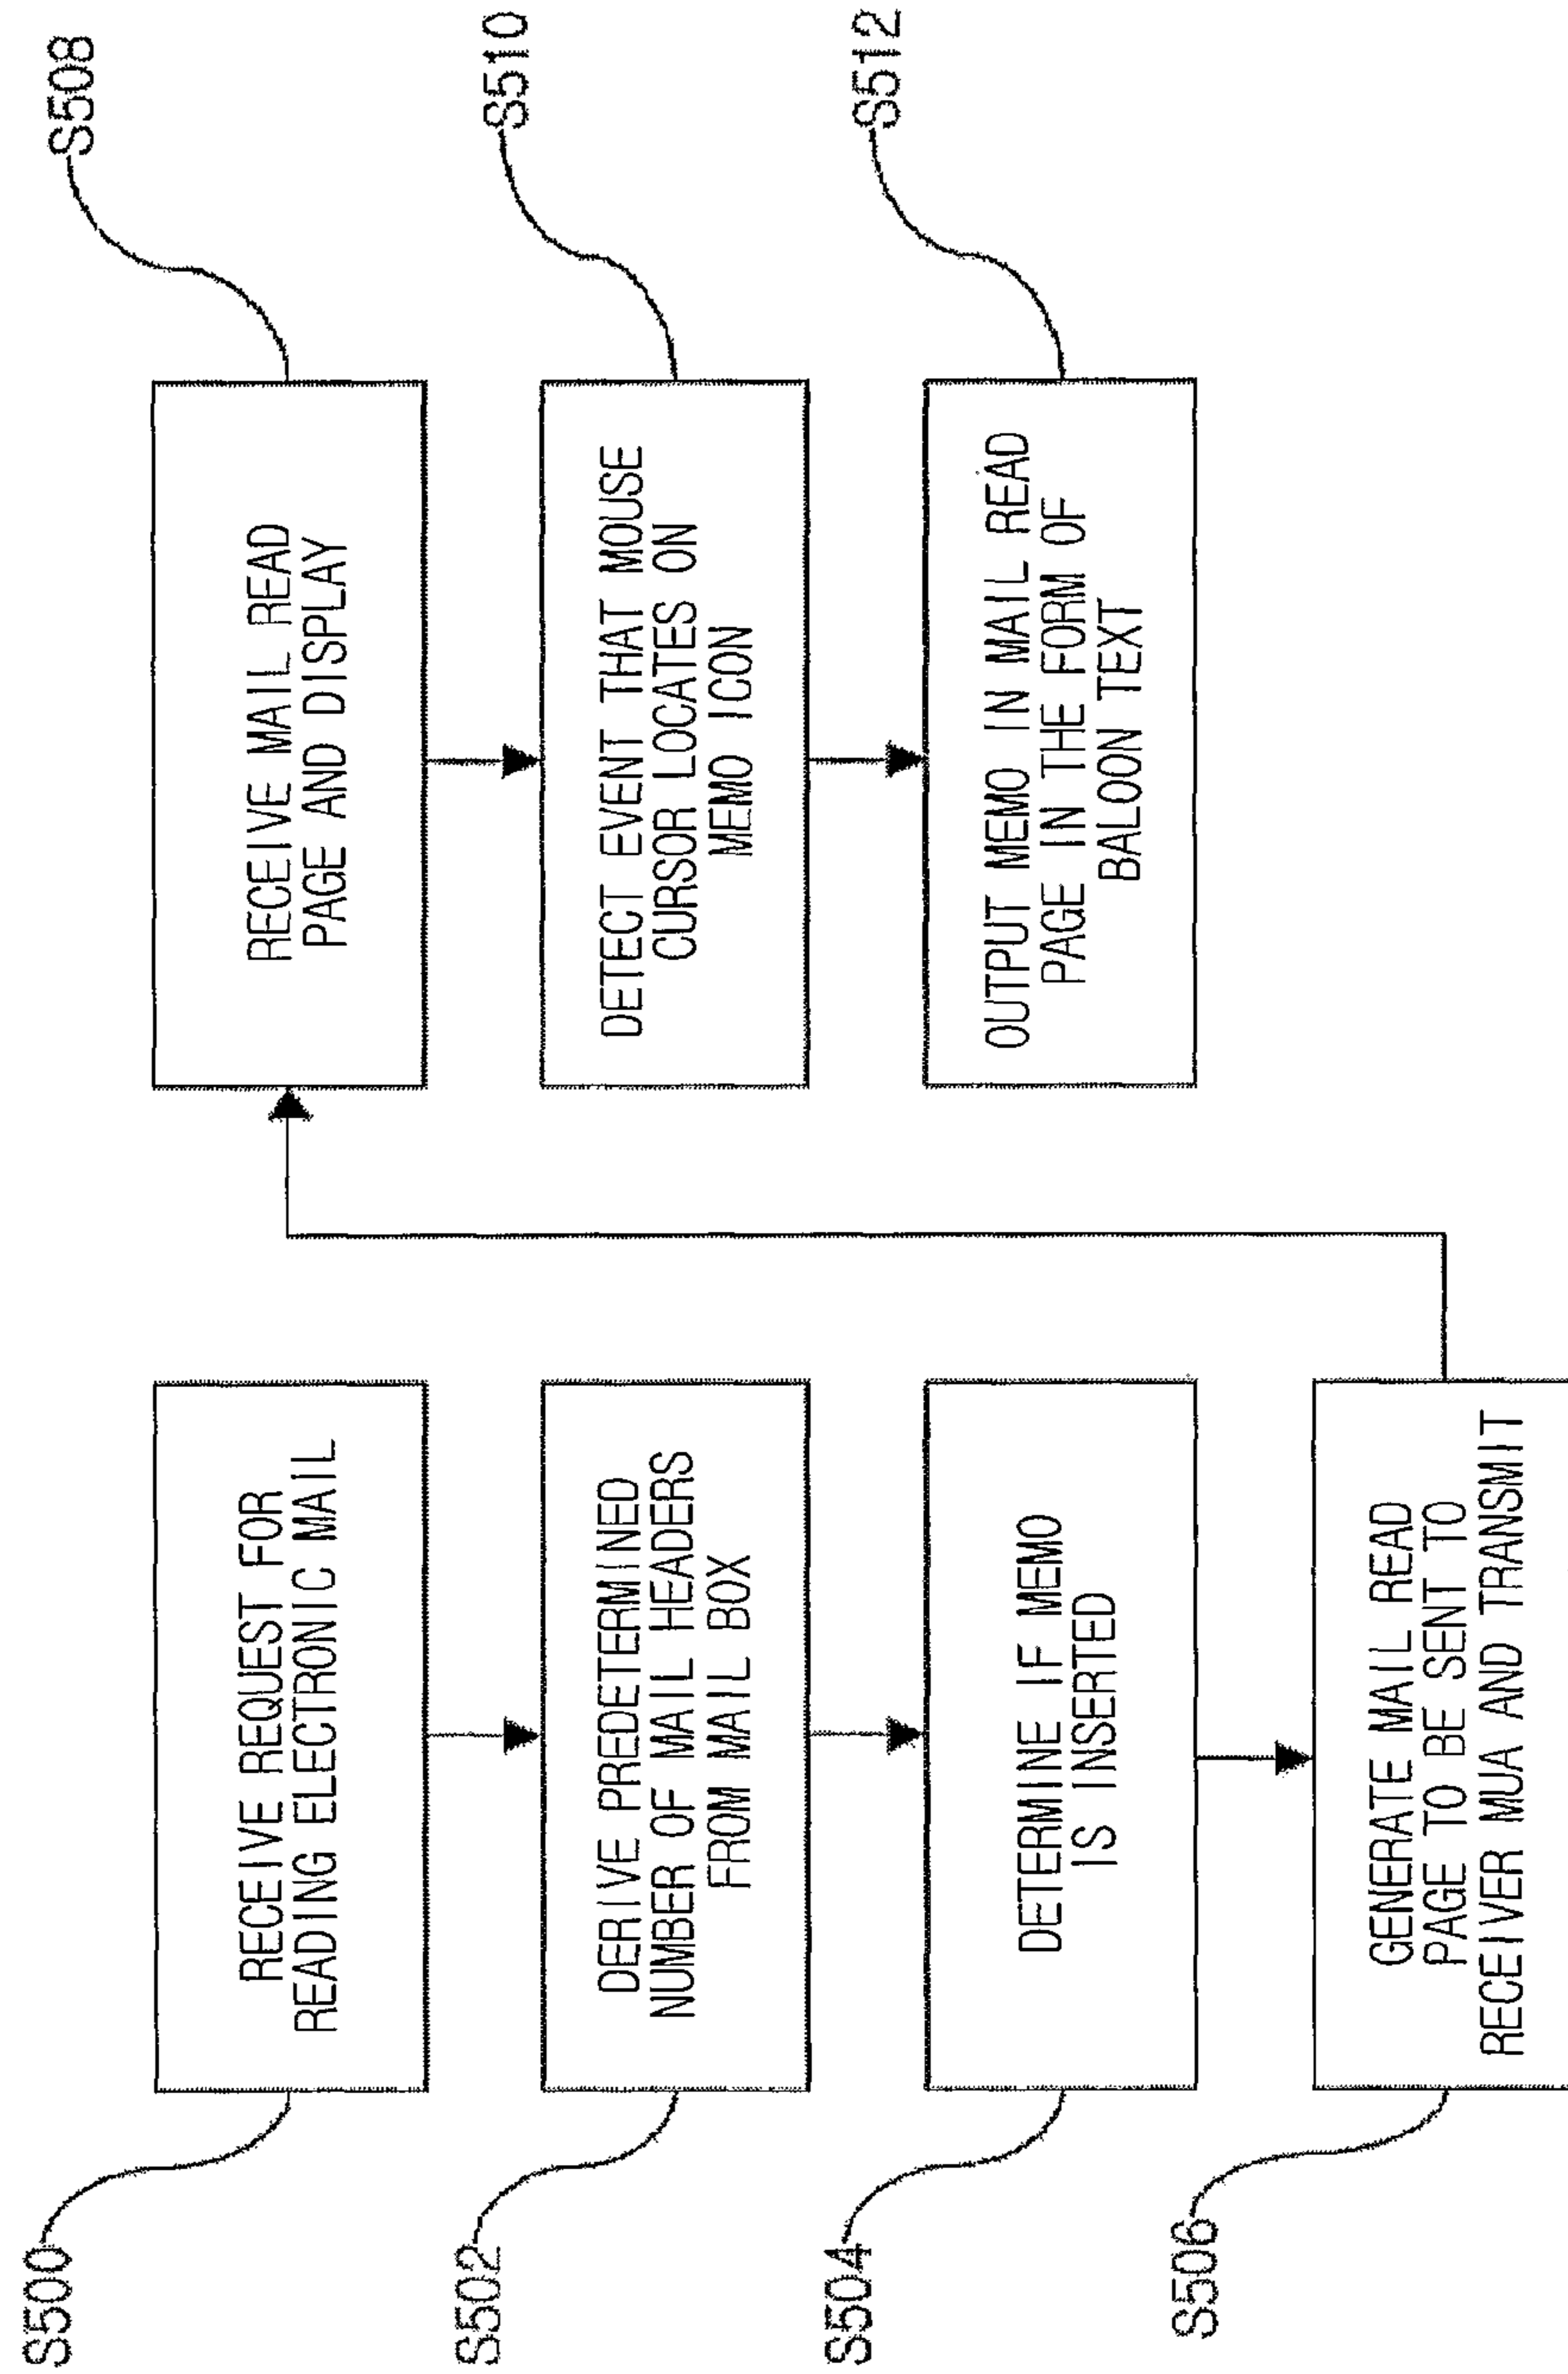 S500
RECEIVE REQUEST FOR
READING ELECTRONIC MAIL
S502
DERIVE PREDETERMINED
NUMBER OF MAIL HEADERS
FROM MAIL BOX
S504
DETERMINE IF MEMO
IS INSERTED
S506
GENERATE MAIL READ
PAGE TO BE SENT TO
RECEIVER MUA AND TRANSMIT
S508
RECEIVE MAIL READ
PAGE AND DISPLAY
S510
DETECT EVENT THAT MOUSE
CURSOR LOCATES ON
MEMO ICON
S512
OUTPUT MEMO IN MAIL READ
PAGE IN THE FORM OF
BALOON TEXT